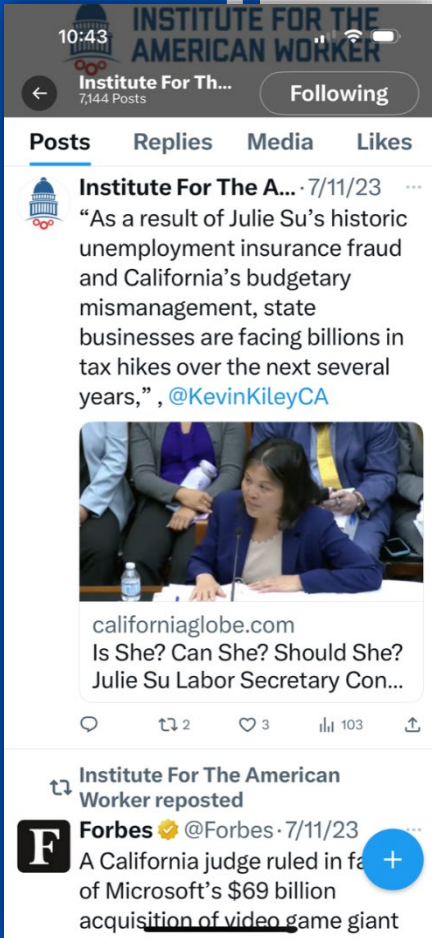 INSTITUTE FOR THE
AMERICAN WORKER
10:43
Institute For Th...
7,144 Posts
Following
Posts Replies Media Likes
Institute For The A... · 7/11/23
“As a result of Julie Su’s historic
unemployment insurance fraud
and California’s budgetary
mismanagement, state
businesses are facing billions in
tax hikes over the next several
years,” , @KevinKileyCA
californiaglobe.com
Is She? Can She? Should She?
Julie Su Labor Secretary Con...
2 3 103
Institute For The American
Worker reposted
F
Forbes @Forbes · 7/11/23
A California judge ruled in fa
of Microsoft’s $69 billion
acquisition of video game giant